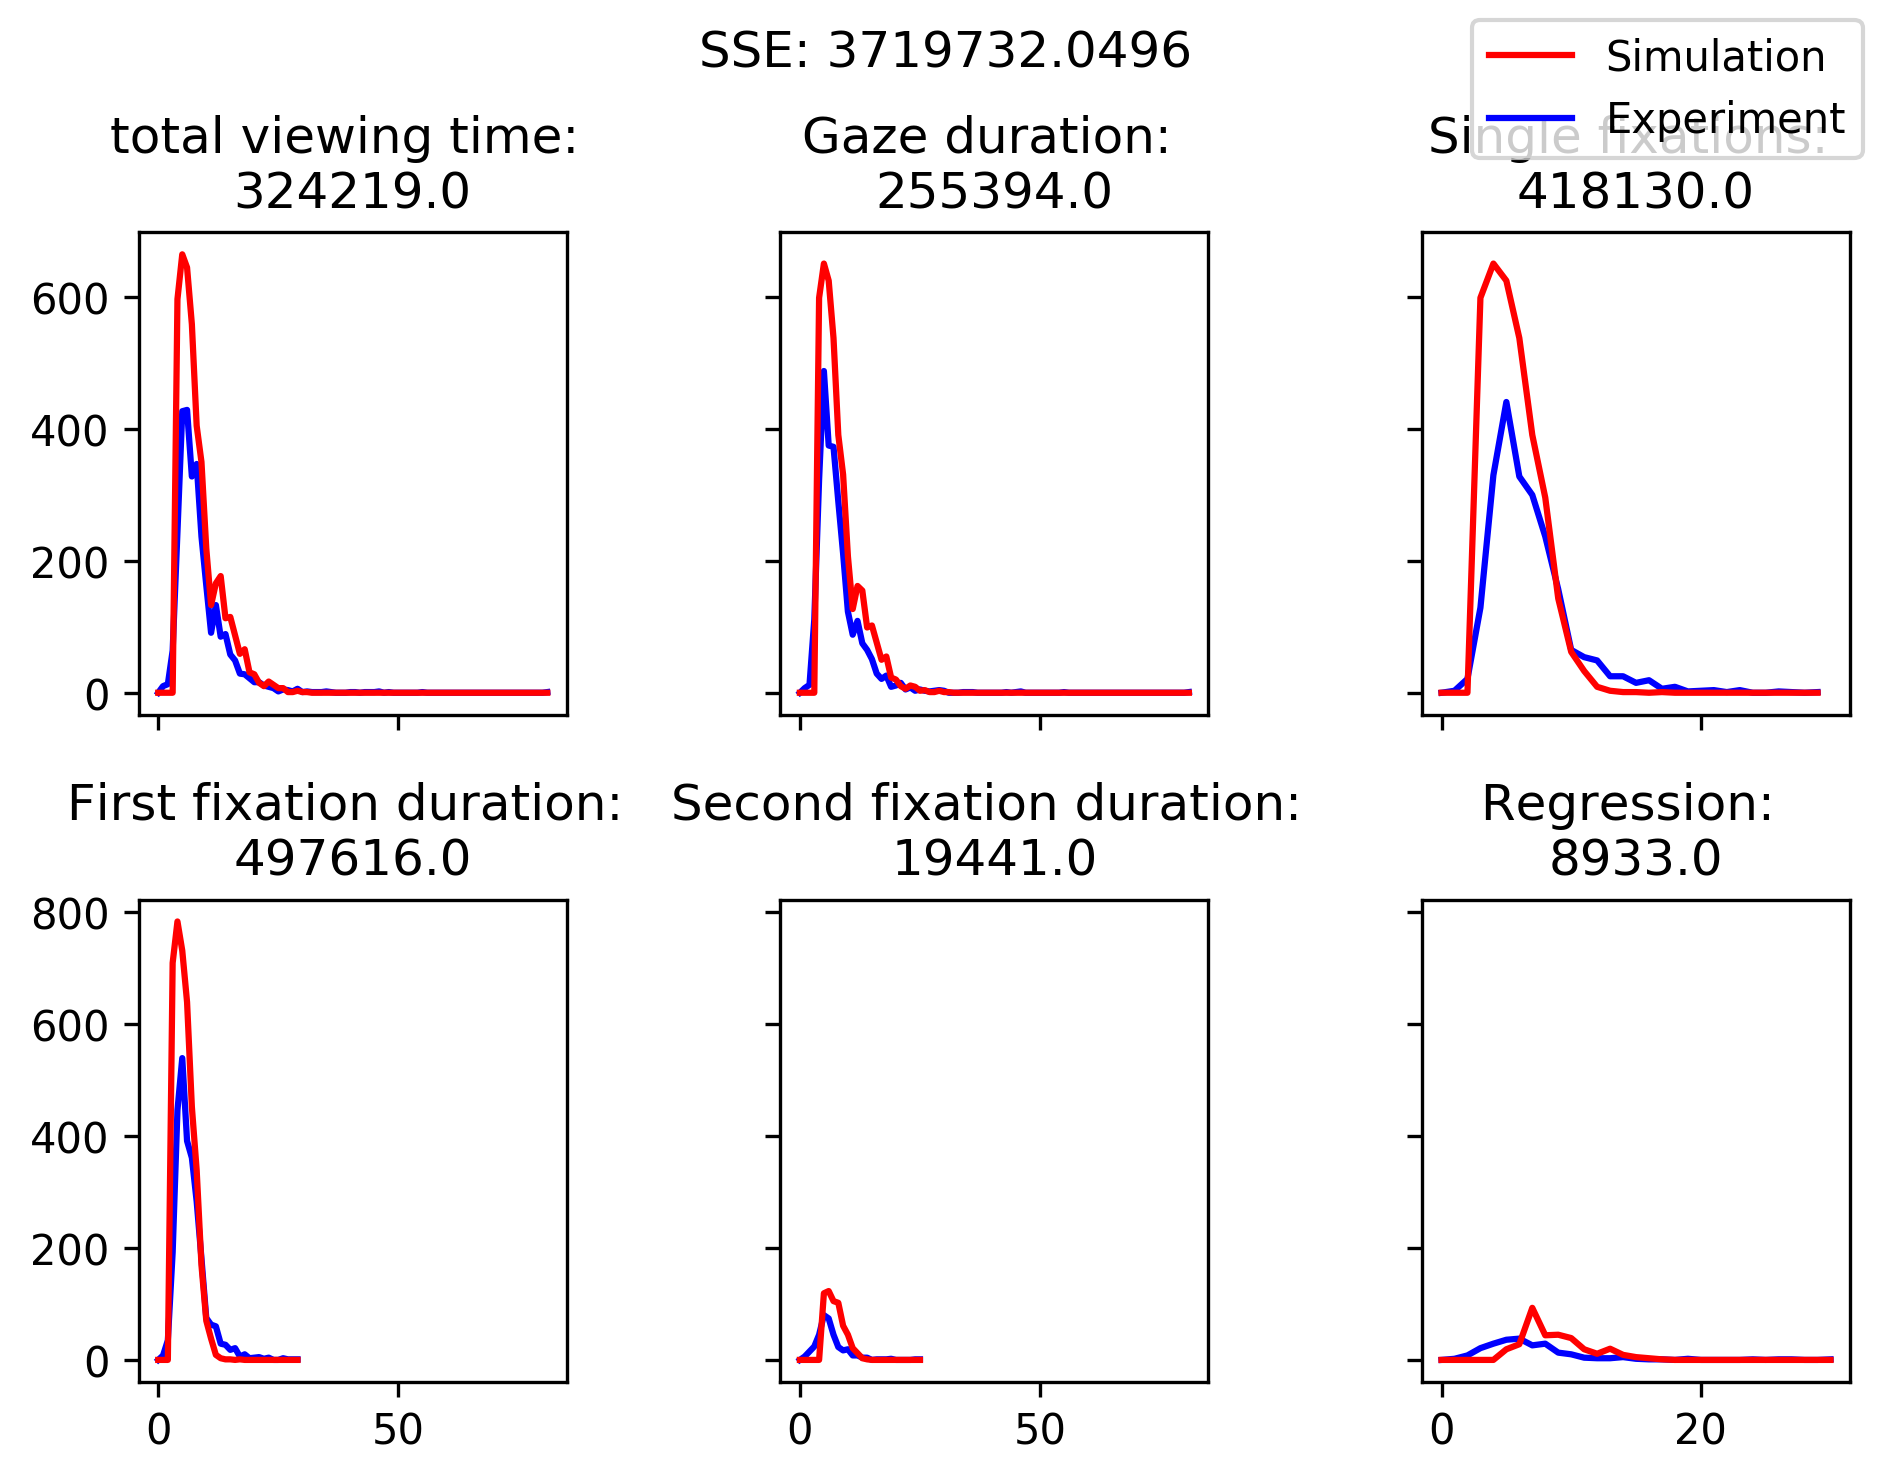 SSE: 3719732.0496
Simulation
Experiment
total viewing time:
324219.0
Gaze duration:
255394.0
Single fixations:
418130.0
600
400
200
0
First fixation duration:
497616.0
Second fixation duration:
19441.0
Regression:
8933.0
800
600
400
200
0
0
50
0
50
0
20